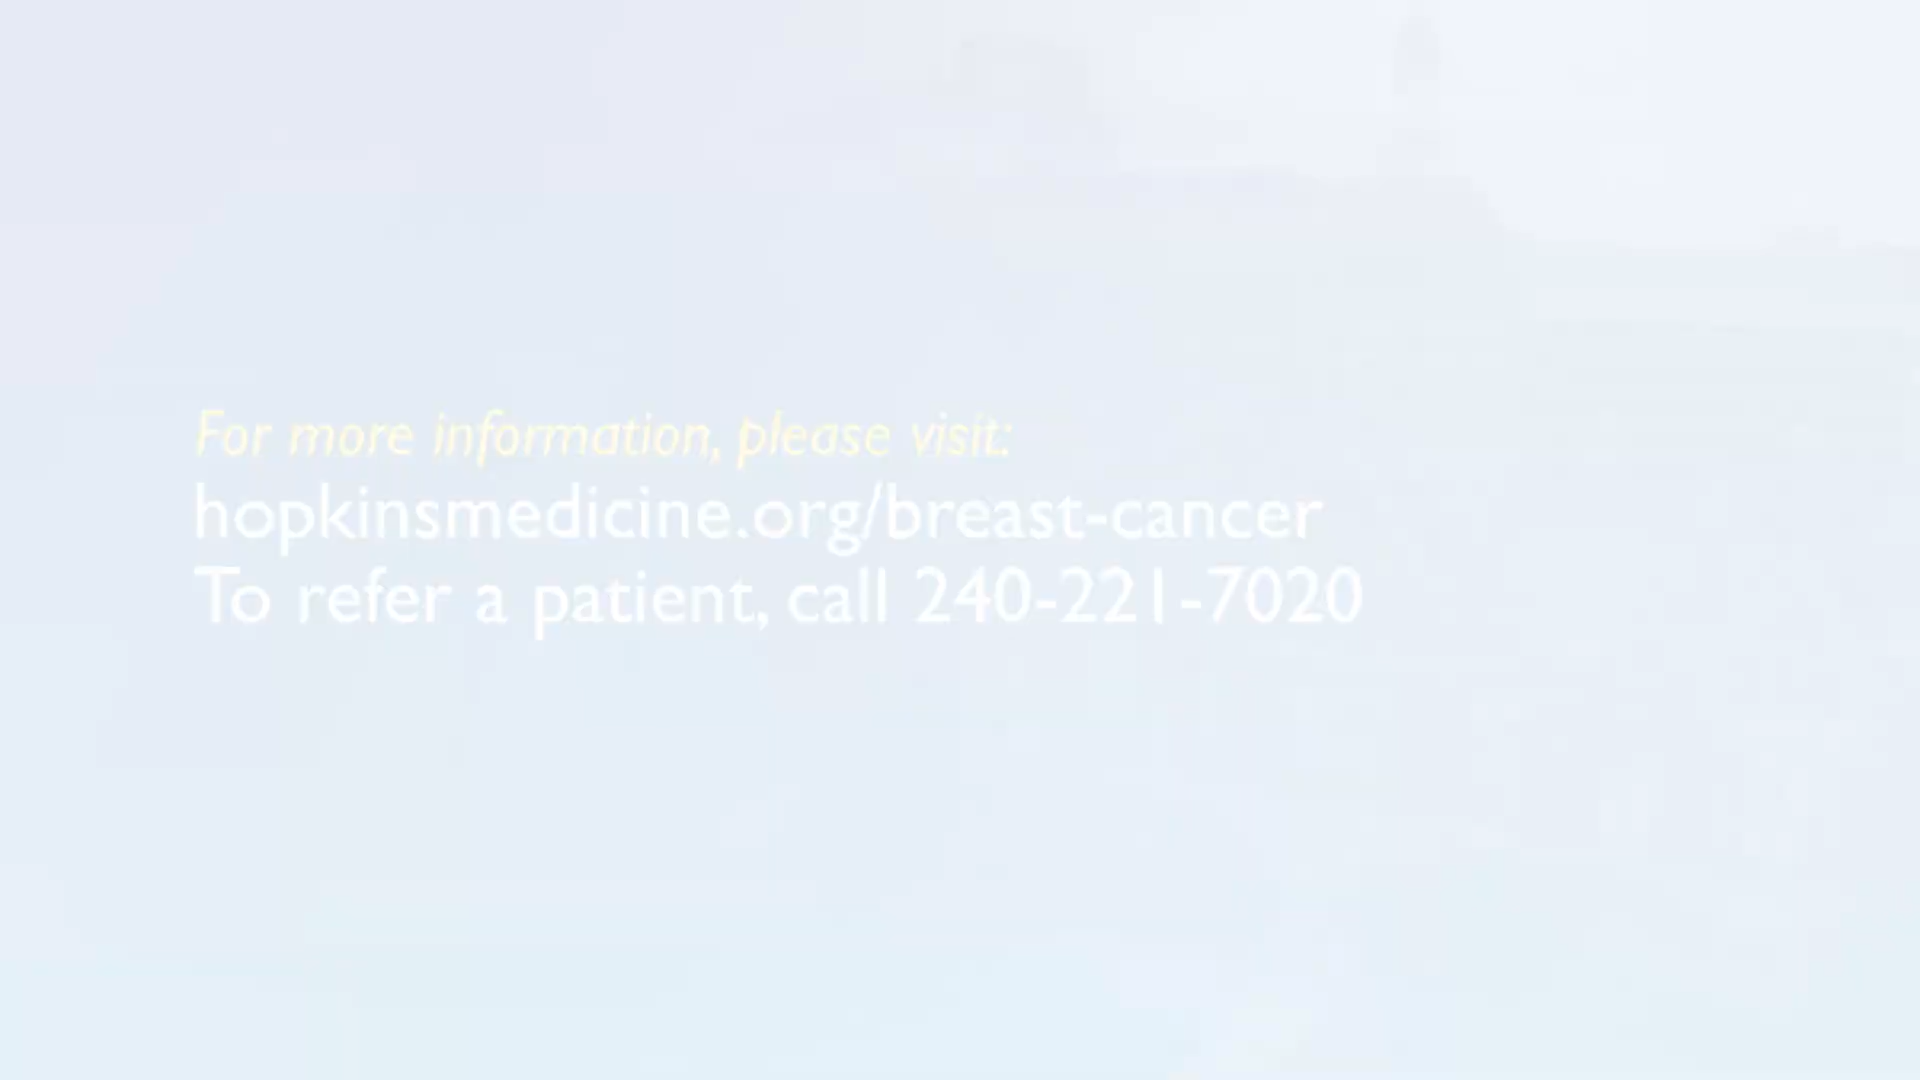 For more information, please visit:
hopkinsmedicine.org/breast-cancer
To refer a patient, call 240-221-7020